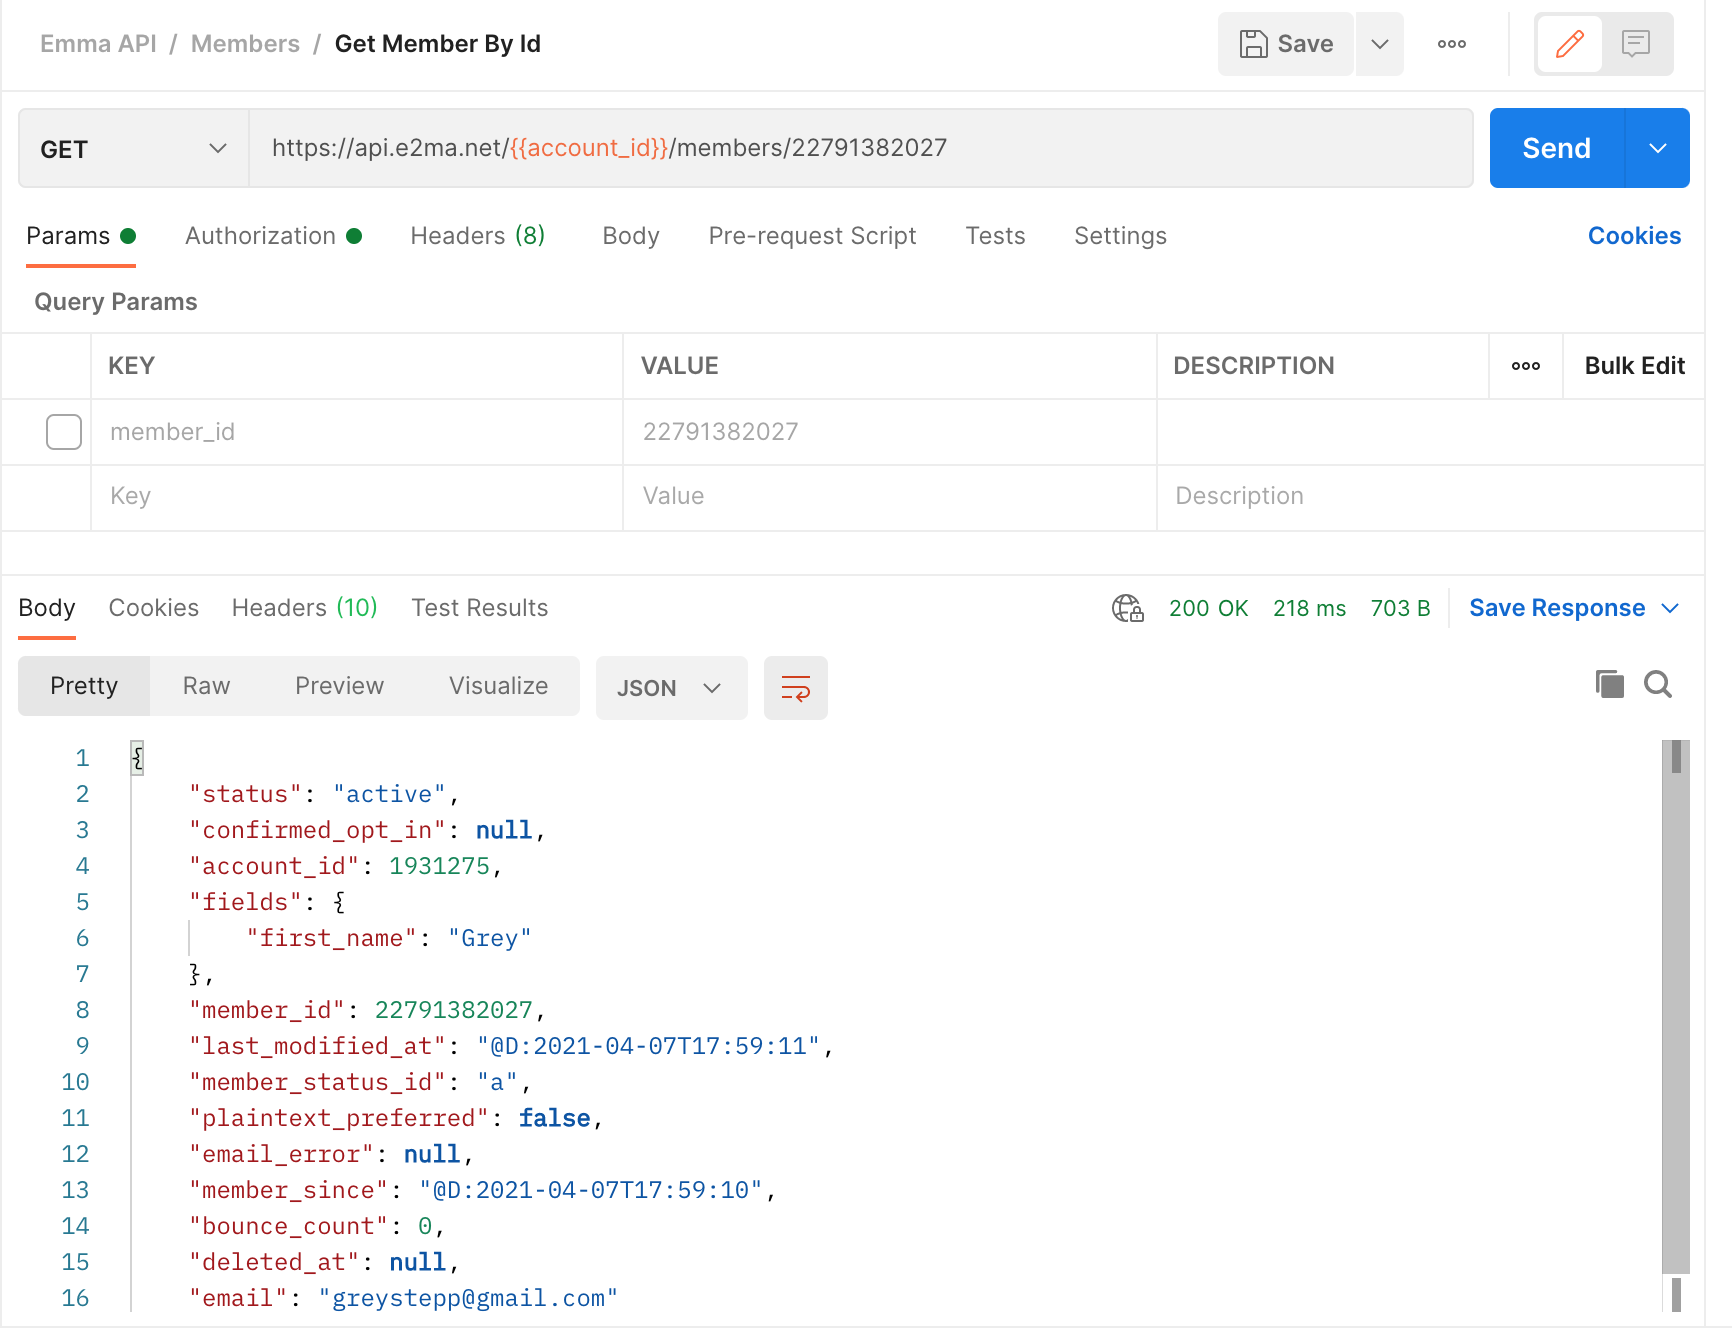 Emma API / Members / Get Member By Id
Save
GET
https://api.e2ma.net/{{account_id}}/members/22791382027
Send
Params Authorization Headers (8) Body Pre-request Script Tests Settings Cookies
Query Params
KEY VALUE DESCRIPTION Bulk Edit
member_id 22791382027
Key Value Description
Body Cookies Headers (10) Test Results 200 OK 218 ms 703 B Save Response
Pretty Raw Preview Visualize JSON
1 {
2 "status": "active",
3 "confirmed_opt_in": null,
4 "account_id": 1931275,
5 "fields": {
6 "first_name": "Grey"
7 },
8 "member_id": 22791382027,
9 "last_modified_at": "@D:2021-04-07T17:59:11",
10 "member_status_id": "a",
11 "plaintext_preferred": false,
12 "email_error": null,
13 "member_since": "@D:2021-04-07T17:59:10",
14 "bounce_count": 0,
15 "deleted_at": null,
16 "email": "greystepp@gmail.com"